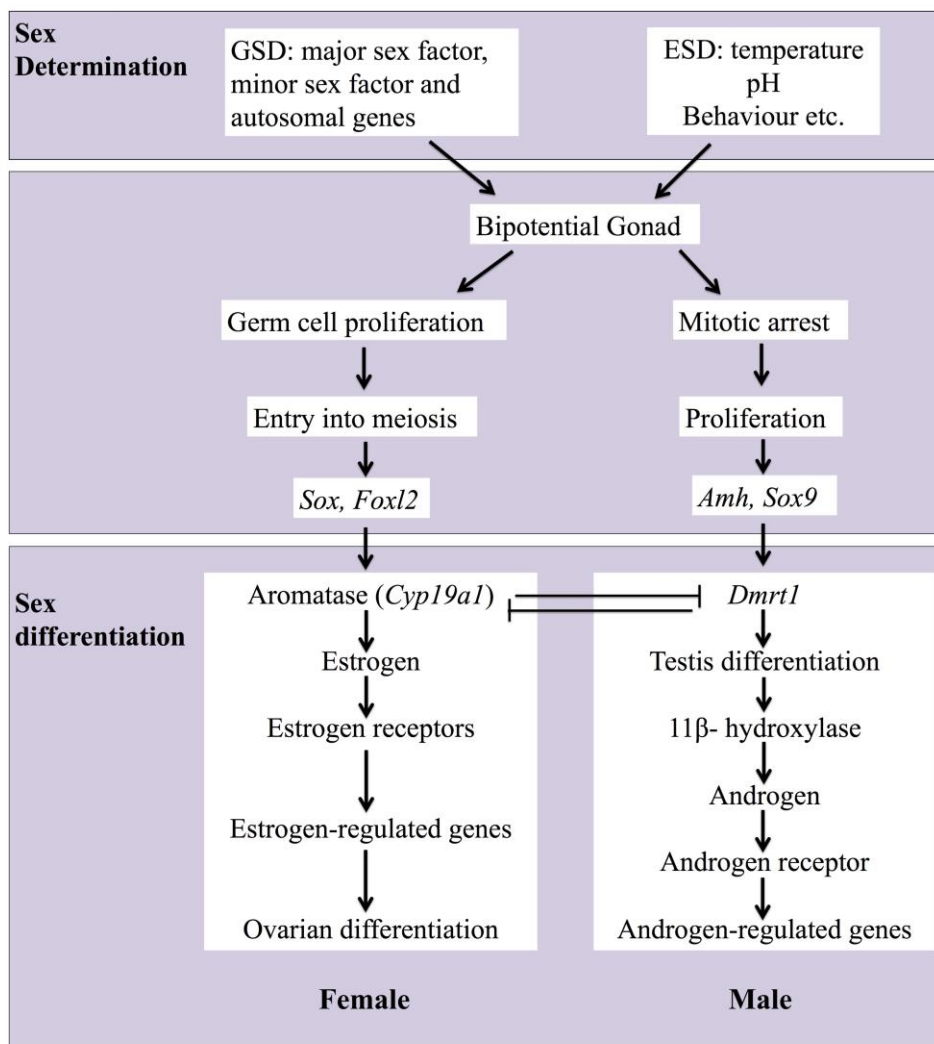 Sex
Determination
GSD: major sex factor,
minor sex factor and
autosomal genes
ESD: temperature
pH
Behaviour etc.
Bipotential Gonad
Germ cell proliferation
Mitotic arrest
Entry into meiosis
Proliferation
Sox, Foxl2
Amh, Sox9
Sex
differentiation
Aromatase (Cyp19a1)
Estrogen
Estrogen receptors
Estrogen-regulated genes
Ovarian differentiation
Female
Dmrt1
Testis differentiation
11β- hydroxylase
Androgen
Androgen receptor
Androgen-regulated genes
Male